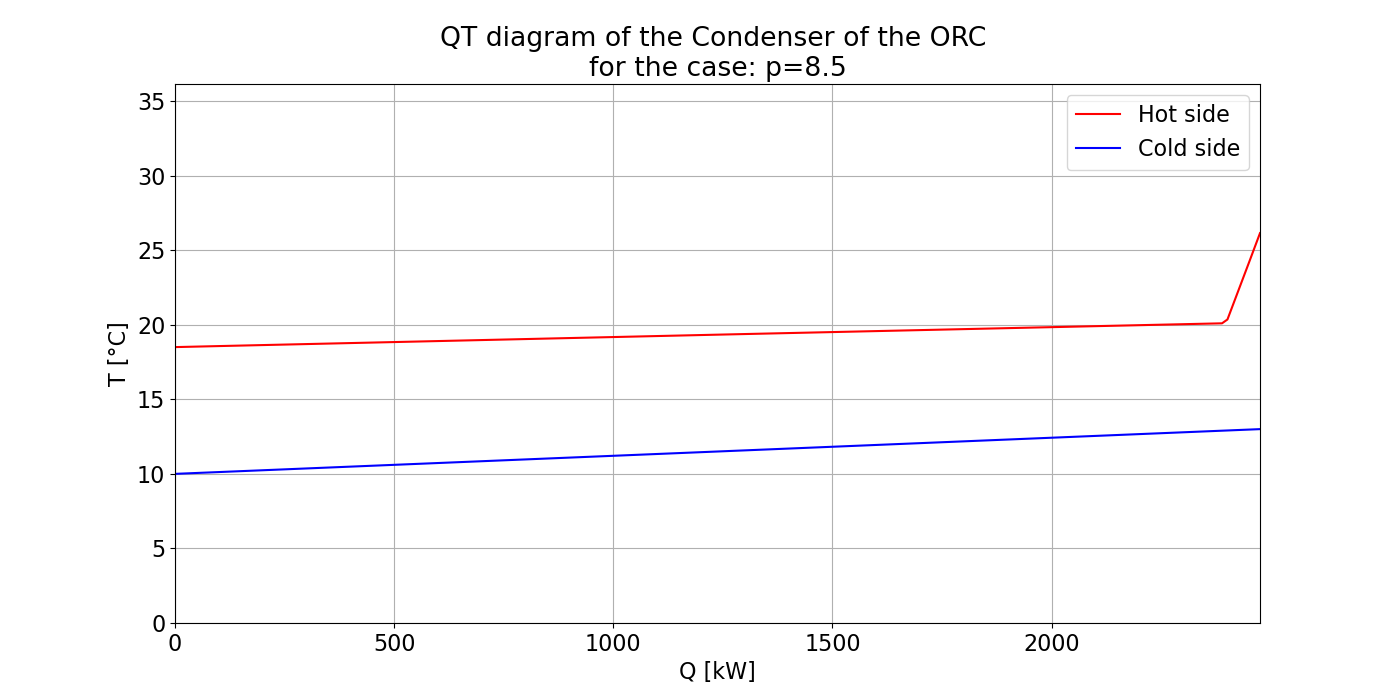 QT diagram of the Condenser of the ORC
for the case: p=8.5
Hot side
Cold side
T [°C]
35
30
25
20
15
10
5
0
0 500 1000 1500 2000
Q [kW]